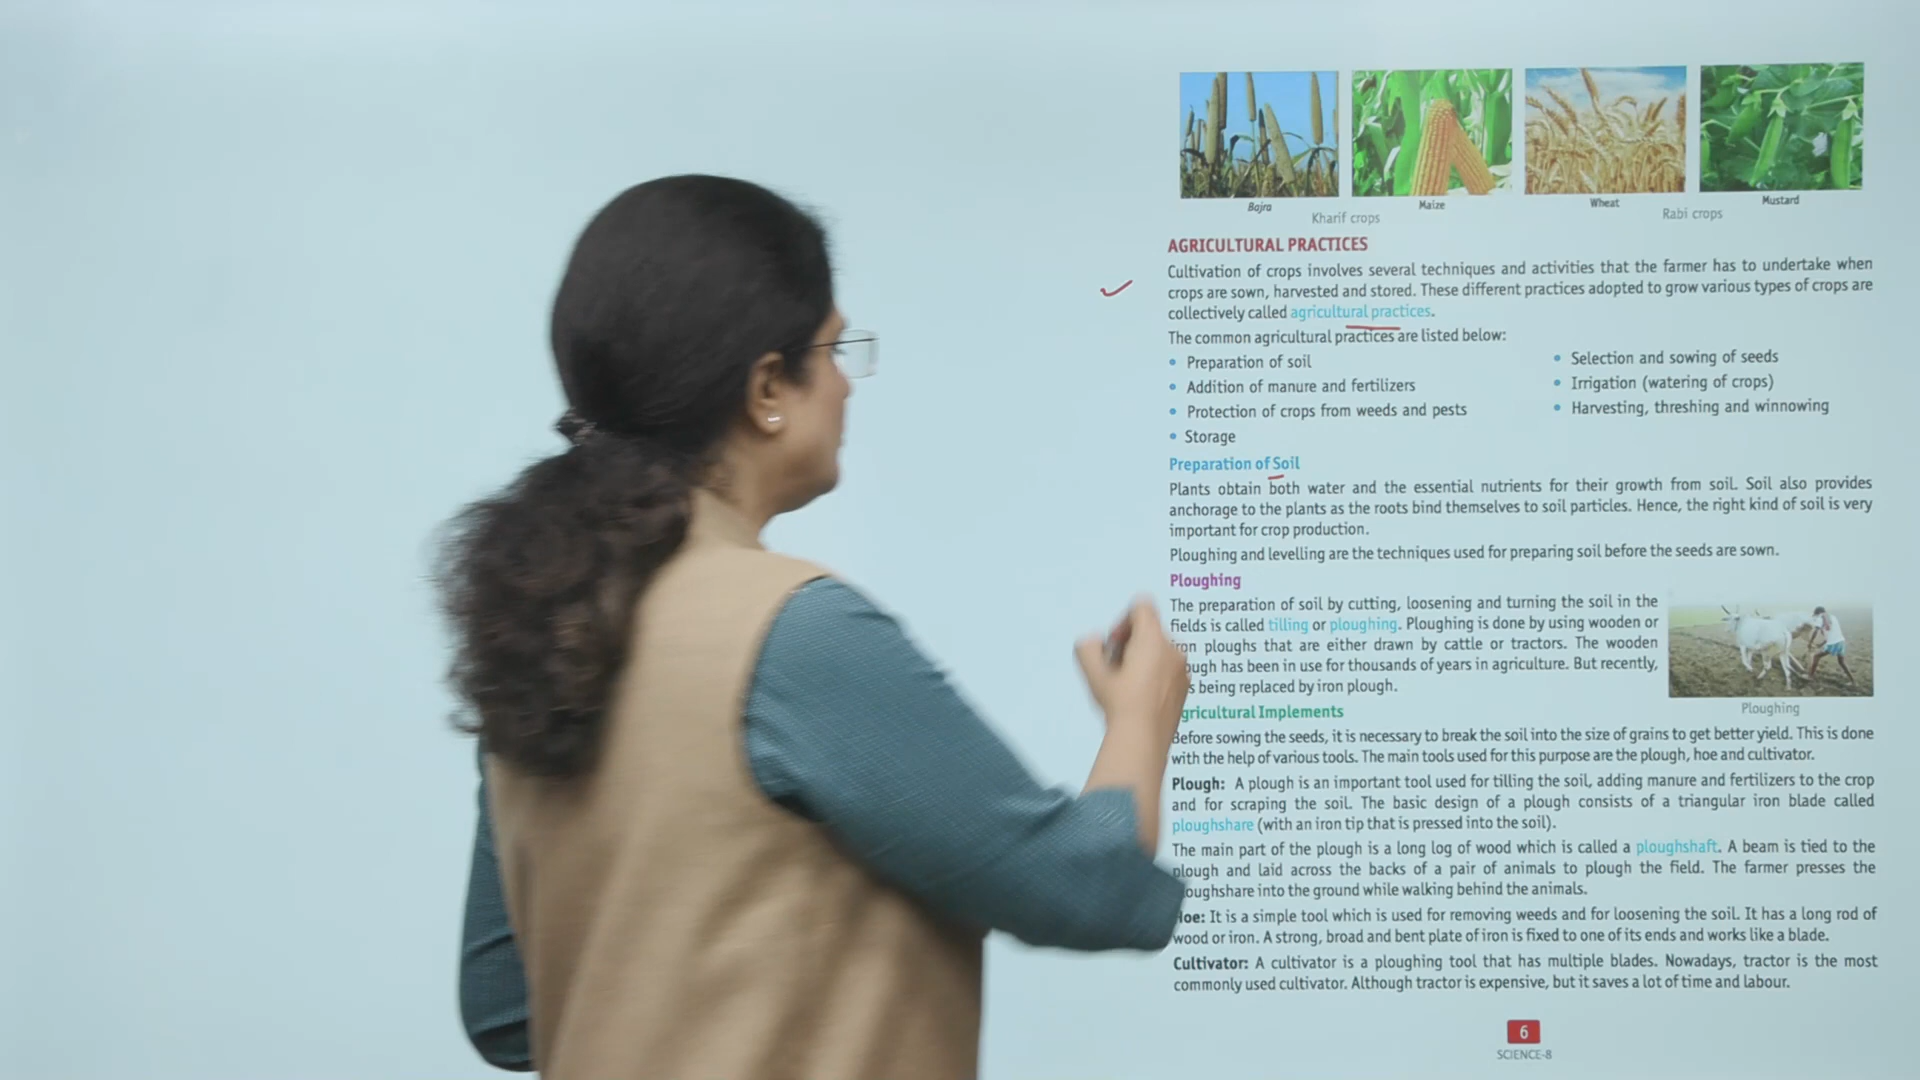 Bajra
Maize
Wheat
Mustard
Kharif crops
Rabi crops
AGRICULTURAL PRACTICES
Cultivation of crops involves several techniques and activities that the farmer has to undertake when
crops are sown, harvested and stored. These different practices adopted to grow various types of crops are
collectively called agricultural practices.
The common agricultural practices are listed below:
• Preparation of soil
• Selection and sowing of seeds
• Addition of manure and fertilizers
• Irrigation (watering of crops)
• Protection of crops from weeds and pests
• Harvesting, threshing and winnowing
• Storage
Preparation of Soil
Plants obtain both water and the essential nutrients for their growth from soil. Soil also provides
anchorage to the plants as the roots bind themselves to soil particles. Hence, the right kind of soil is very
important for crop production.
Ploughing and levelling are the techniques used for preparing soil before the seeds are sown.
Ploughing
The preparation of soil by cutting, loosening and turning the soil in the
fields is called tilling or ploughing. Ploughing is done by using wooden or
iron ploughs that are either drawn by cattle or tractors. The wooden
ugh has been in use for thousands of years in agriculture. But recently,
s being replaced by iron plough.
Ploughing
gricultural Implements
Before sowing the seeds, it is necessary to break the soil into the size of grains to get better yield. This is done
with the help of various tools. The main tools used for this purpose are the plough, hoe and cultivator.
Plough: A plough is an important tool used for tilling the soil, adding manure and fertilizers to the crop
and for scraping the soil. The basic design of a plough consists of a triangular iron blade called
ploughshare (with an iron tip that is pressed into the soil).
The main part of the plough is a long log of wood which is called a ploughshaft. A beam is tied to the
plough and laid across the backs of a pair of animals to plough the field. The farmer presses the
loughshare into the ground while walking behind the animals.
Hoe: It is a simple tool which is used for removing weeds and for loosening the soil. It has a long rod of
wood or iron. A strong, broad and bent plate of iron is fixed to one of its ends and works like a blade.
Cultivator: A cultivator is a ploughing tool that has multiple blades. Nowadays, tractor is the most
commonly used cultivator. Although tractor is expensive, but it saves a lot of time and labour.
6
SCIENCE-8